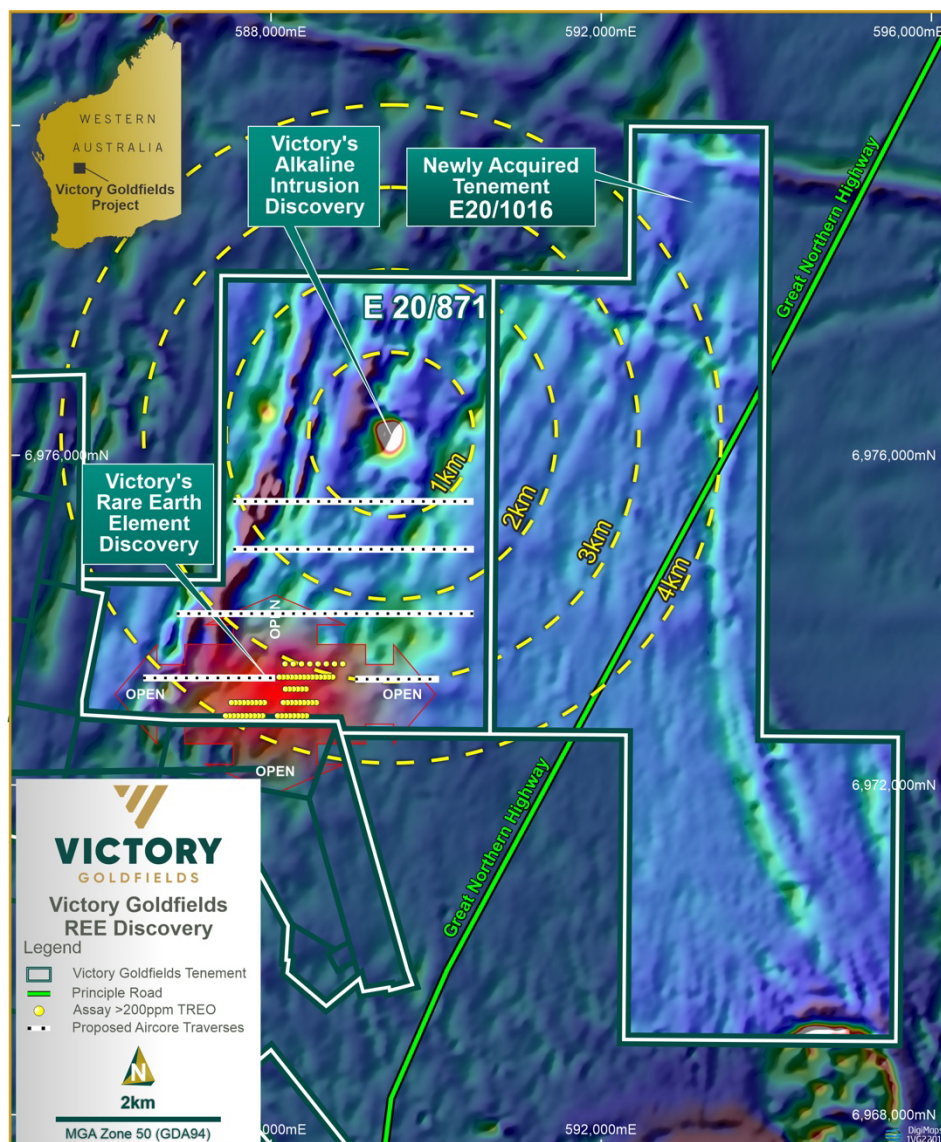 588,000mE
592,000mE
596,000mE
WESTERN
AUSTRALIA
Victory Goldfields
Project
Victory's
Alkaline
Intrusion
Discovery
Newly Acquired
Tenement
E20/1016
Great Northern Highway
E 20/871
6,976,000mN
6,976,000mN
1km
2km
3km
4km
Victory's
Rare Earth
Element
Discovery
OPEN
OPEN
OPEN
OPEN
Great Northern Highway
6,972,000mN
VICTORY
GOLDFIELDS
Victory Goldfields
REE Discovery
Legend
Victory Goldfields Tenement
Principle Road
Assay >200ppm TREO
Proposed Aircore Traverses
N
2km
MGA Zone 50 (GDA94)
000mE
592,000mE
6,968,000mN
DigiMaps